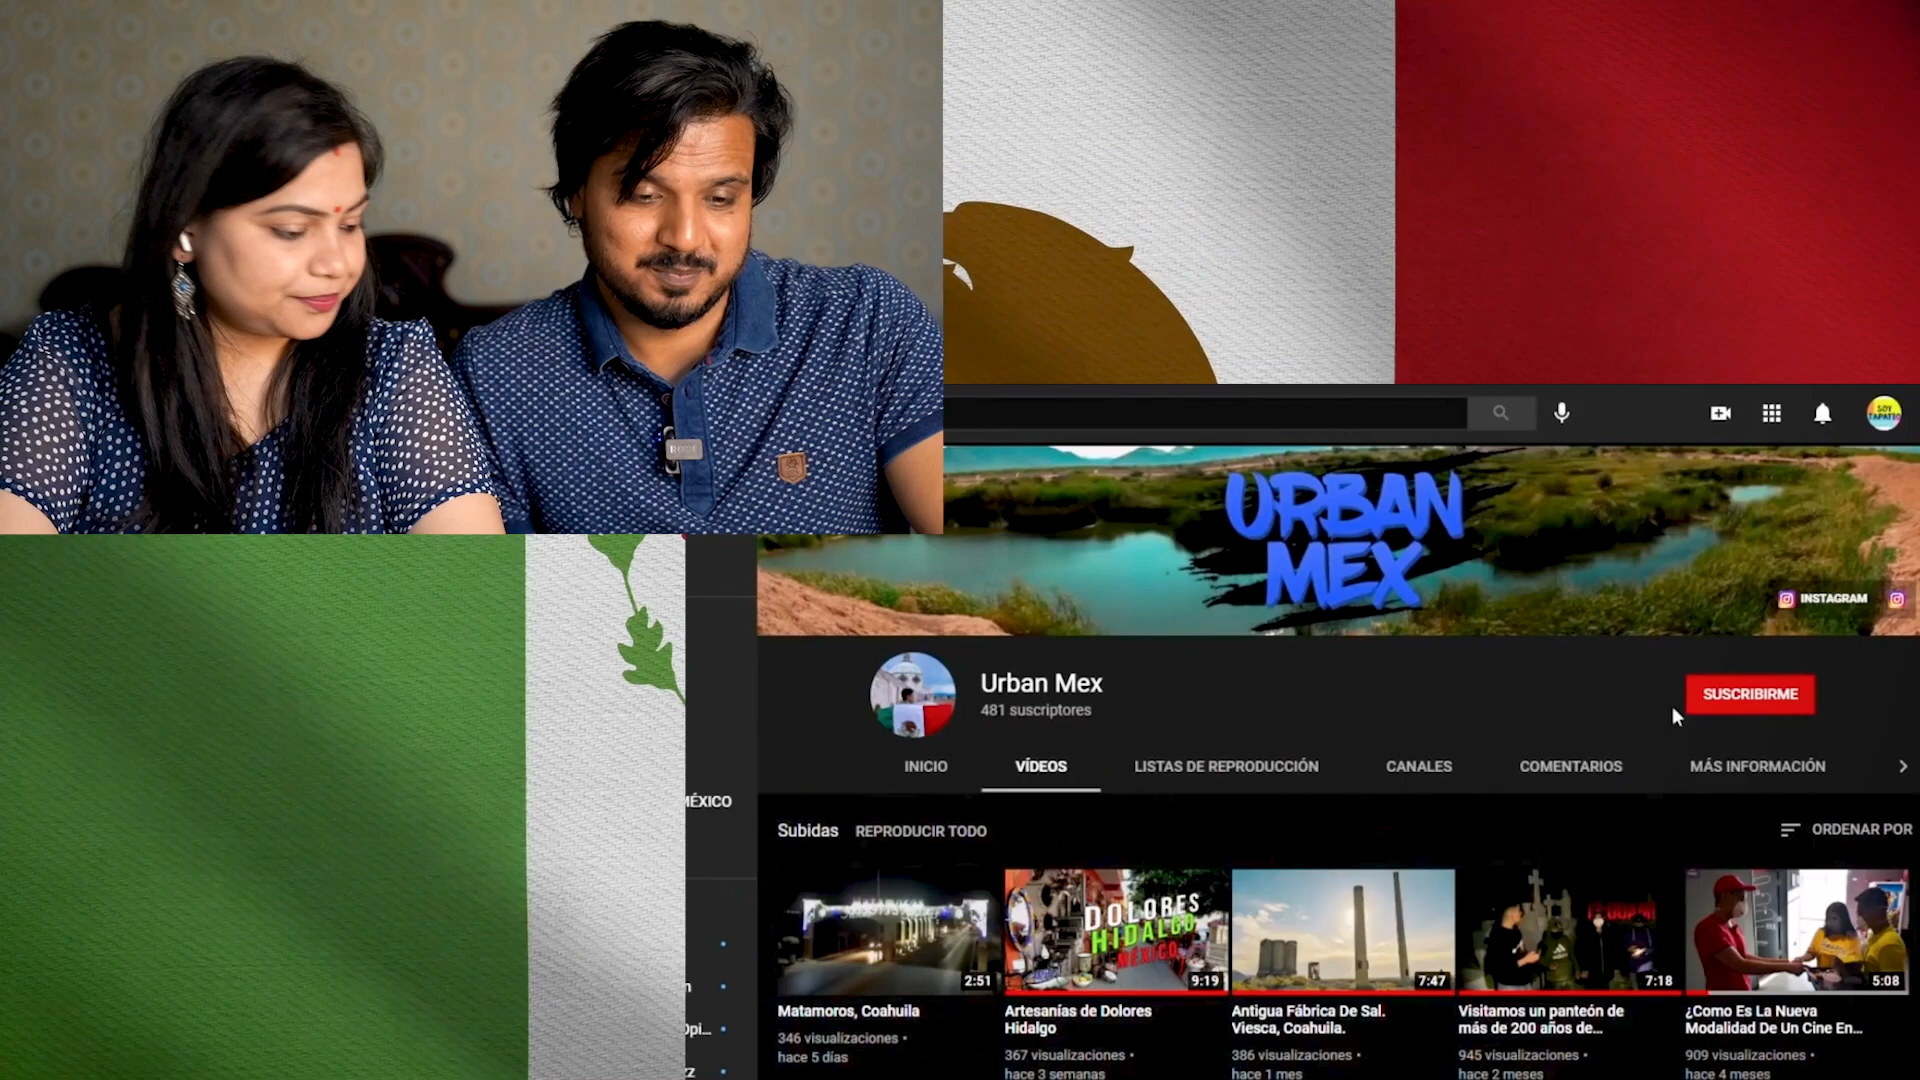 SOY
TAPATIO
URBAN
MEX
INSTAGRAM
Urban Mex
481 suscriptores
SUSCRIBIRME
INICIO
VÍDEOS
LISTAS DE REPRODUCCIÓN
CANALES
COMENTARIOS
MÁS INFORMACIÓN
MÉXICO
Subidas
REPRODUCIR TODO
ORDENAR POR
DOLORES
HIDALGO
MÉXICO
2:51
9:19
7:47
7:18
5:08
Matamoros, Coahuila
346 visualizaciones •
hace 5 días
Artesanías de Dolores
Hidalgo
367 visualizaciones •
hace 3 semanas
Antigua Fábrica De Sal.
Viesca, Coahuila.
386 visualizaciones •
hace 1 mes
Visitamos un panteón de
más de 200 años de...
945 visualizaciones •
hace 2 meses
¿Como Es La Nueva
Modalidad De Un Cine En...
909 visualizaciones •
hace 4 meses